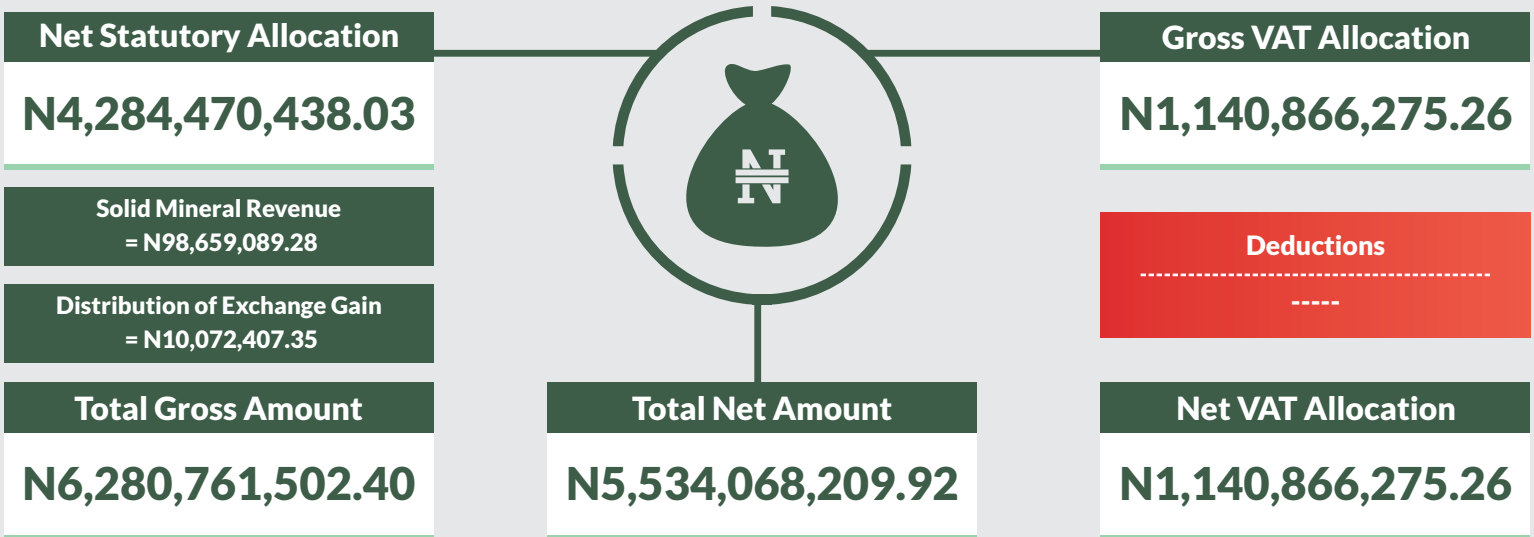 Net Statutory Allocation
N4,284,470,438.03
Solid Mineral Revenue
= N98,659,089.28
Distribution of Exchange Gain
= N10,072,407.35
Total Gross Amount
N6,280,761,502.40
₦
Total Net Amount
N5,534,068,209.92
Gross VAT Allocation
N1,140,866,275.26
Deductions
-----
Net VAT Allocation
N1,140,866,275.26